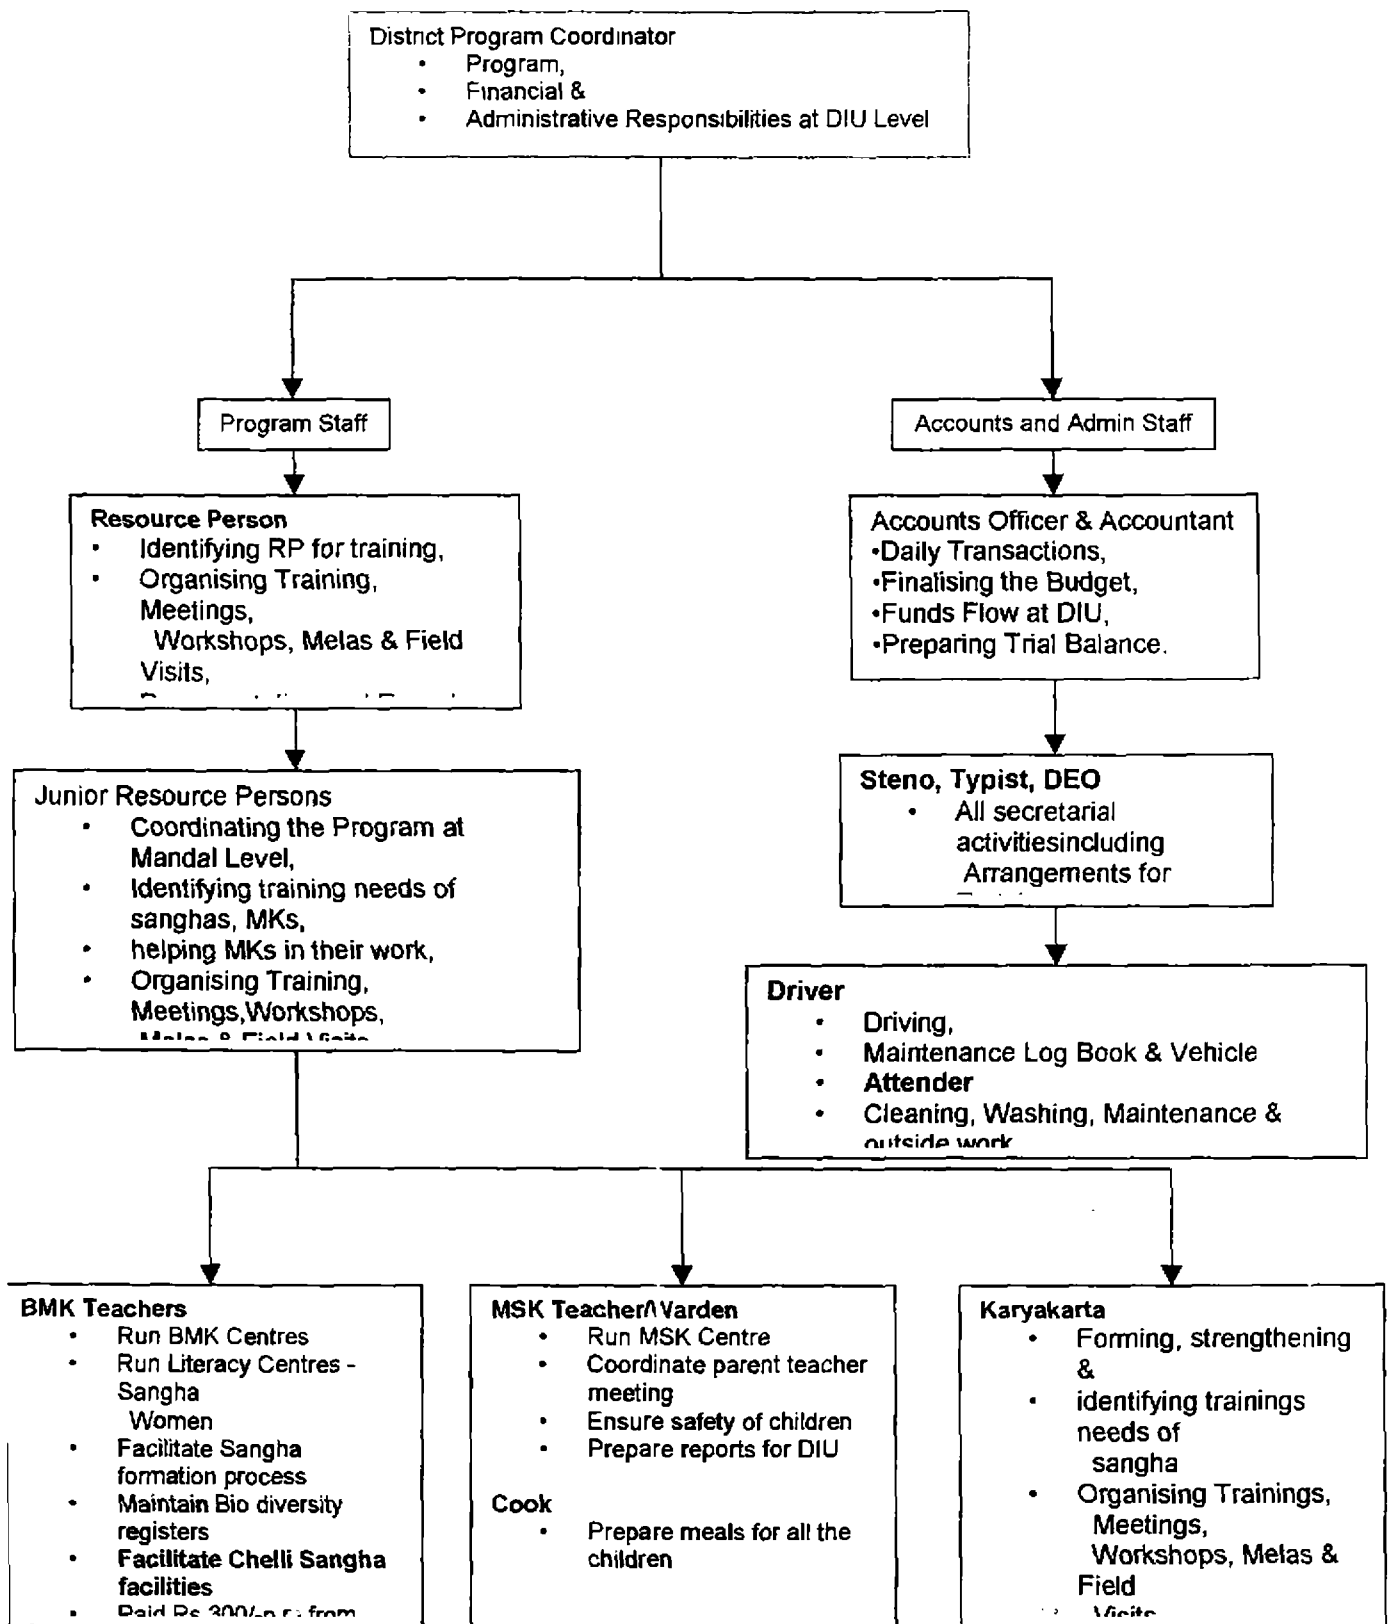 District Program Coordinator
• Program,
• Financial &
• Administrative Responsibilities at DIU Level
Program Staff
Accounts and Admin Staff
Resource Person
• Identifying RP for training,
• Organising Training,
Meetings,
Workshops, Melas & Field
Visits,
Accounts Officer & Accountant
•Daily Transactions,
•Finalising the Budget,
•Funds Flow at DIU,
•Preparing Trial Balance.
Junior Resource Persons
• Coordinating the Program at
Mandal Level,
• Identifying training needs of
sanghas, MKs,
• helping MKs in their work,
• Organising Training,
Meetings,Workshops,
Melas & Field Visits
Steno, Typist, DEO
• All secretarial
activitiesincluding
Arrangements for
Driver
• Driving,
• Maintenance Log Book & Vehicle
• Attender
• Cleaning, Washing, Maintenance &
outside work
BMK Teachers
• Run BMK Centres
• Run Literacy Centres -
Sangha
Women
• Facilitate Sangha
formation process
• Maintain Bio diversity
registers
• Facilitate Chelli Sangha
facilities
• Paid Rs 300/- from
MSK Teacher/Warden
• Run MSK Centre
• Coordinate parent teacher
meeting
• Ensure safety of children
• Prepare reports for DIU
Cook
• Prepare meals for all the
children
Karyakarta
• Forming, strengthening
&
• identifying trainings
needs of
sangha
• Organising Trainings,
Meetings,
Workshops, Melas &
Field
Visits